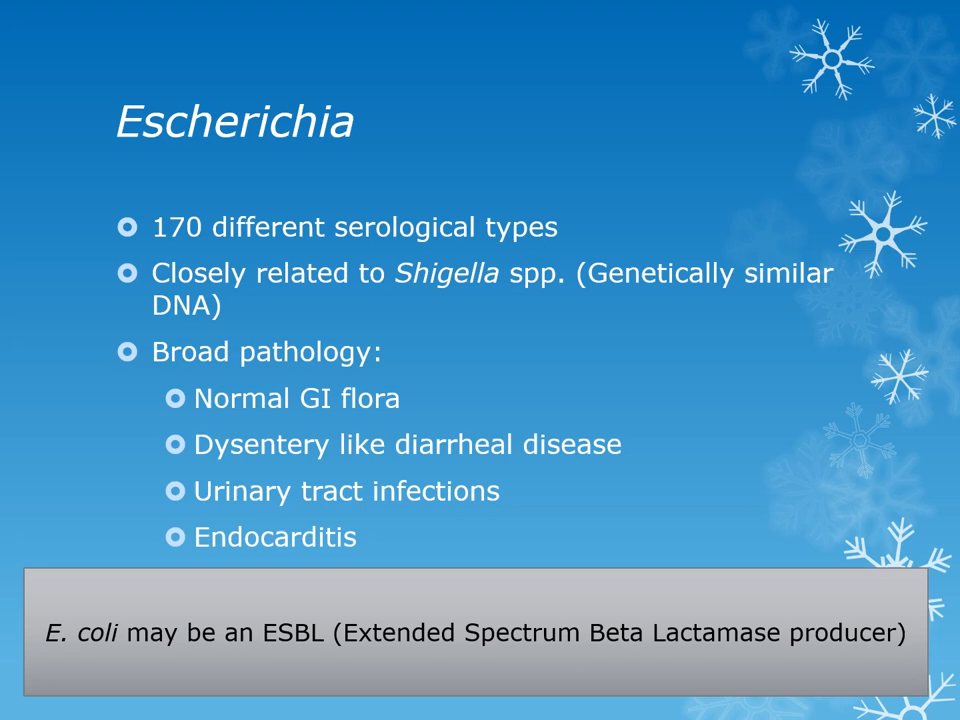 Escherichia
170 different serological types
Closely related to Shigella spp. (Genetically similar
DNA)
Broad pathology:
Normal GI flora
Dysentery like diarrheal disease
Urinary tract infections
Endocarditis
E. coli may be an ESBL (Extended Spectrum Beta Lactamase producer)